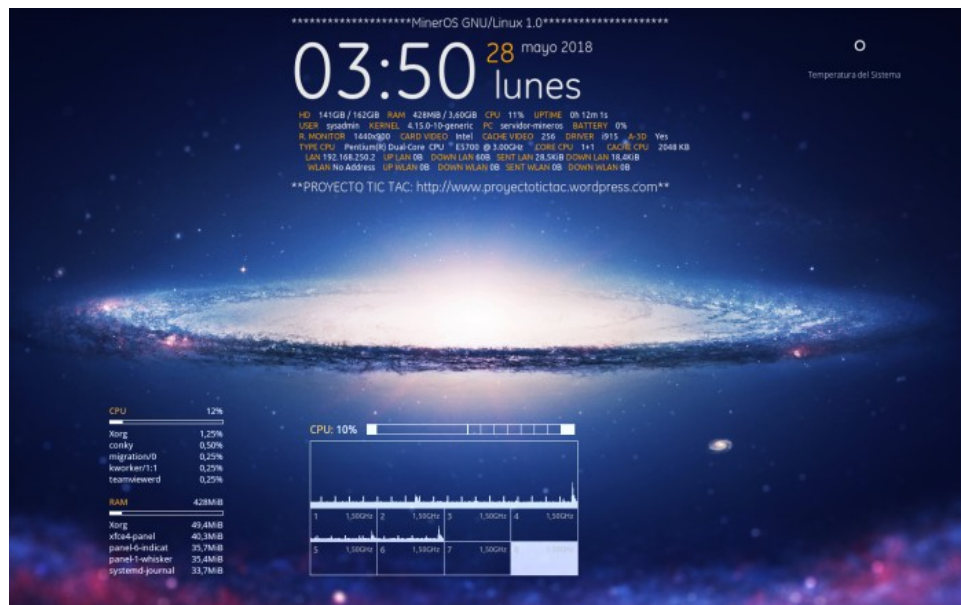 ********************MinerOS GNU/Linux 1.0*********************
03:50 28 mayo 2018
lunes
o
Temperatura del Sistema
HD 141GiB / 162GiB RAM 428MiB / 3,60GiB CPU 11% UPTIME 0h 12m 1s
USER sysadmin KERNEL 4.15.0-10-generic PC servidor-mineros BATTERY 0%
R. MONITOR 1440x900 CARD VIDEO Intel CACHE VIDEO 256 DRIVER i915 A-3D Yes
TYPE CPU Pentium(R) Dual-Core CPU E5700 @ 3.00GHz CORE CPU 1+1 CACHE CPU 2048 KB
LAN 192.168.250.2 UP LAN 0B DOWN LAN 60B SENT LAN 28,5KiB DOWN LAN 18,4KiB
WLAN No Address UP WLAN 0B DOWN WLAN 0B SENT WLAN 0B DOWN WLAN 0B
**PROYECTO TIC TAC: http://www.proyectotictac.wordpress.com**
CPU 12%
Xorg 1,25%
conky 0,50%
migration/0 0,25%
kworker/1:1 0,25%
teamviewerd 0,25%
RAM 428MiB
Xorg 49,4MiB
xfce4-panel 40,3MiB
panel-6-indicat 35,7MiB
panel-1-whisker 35,4MiB
systemd-journal 33,7MiB
CPU: 10%
1 1,50GHz 2 1,50GHz 3 1,50GHz 4 1,50GHz
5 1,50GHz 6 1,50GHz 7 1,50GHz